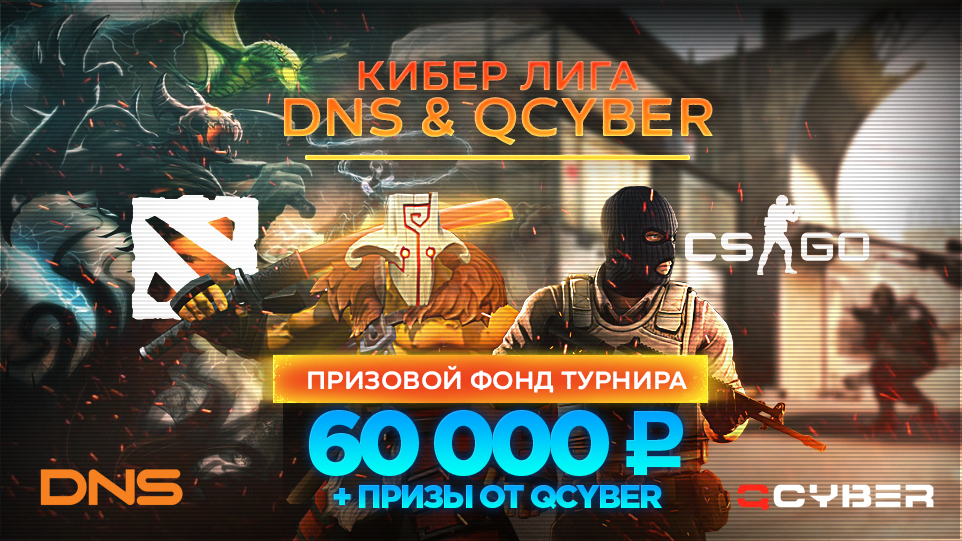 КИБЕР ЛИГА
DNS & QCYBER
CS GO
ПРИЗОВОЙ ФОНД ТУРНИРА
60 000 ₽
+ ПРИЗЫ ОТ QCYBER
DNS
QCYBER